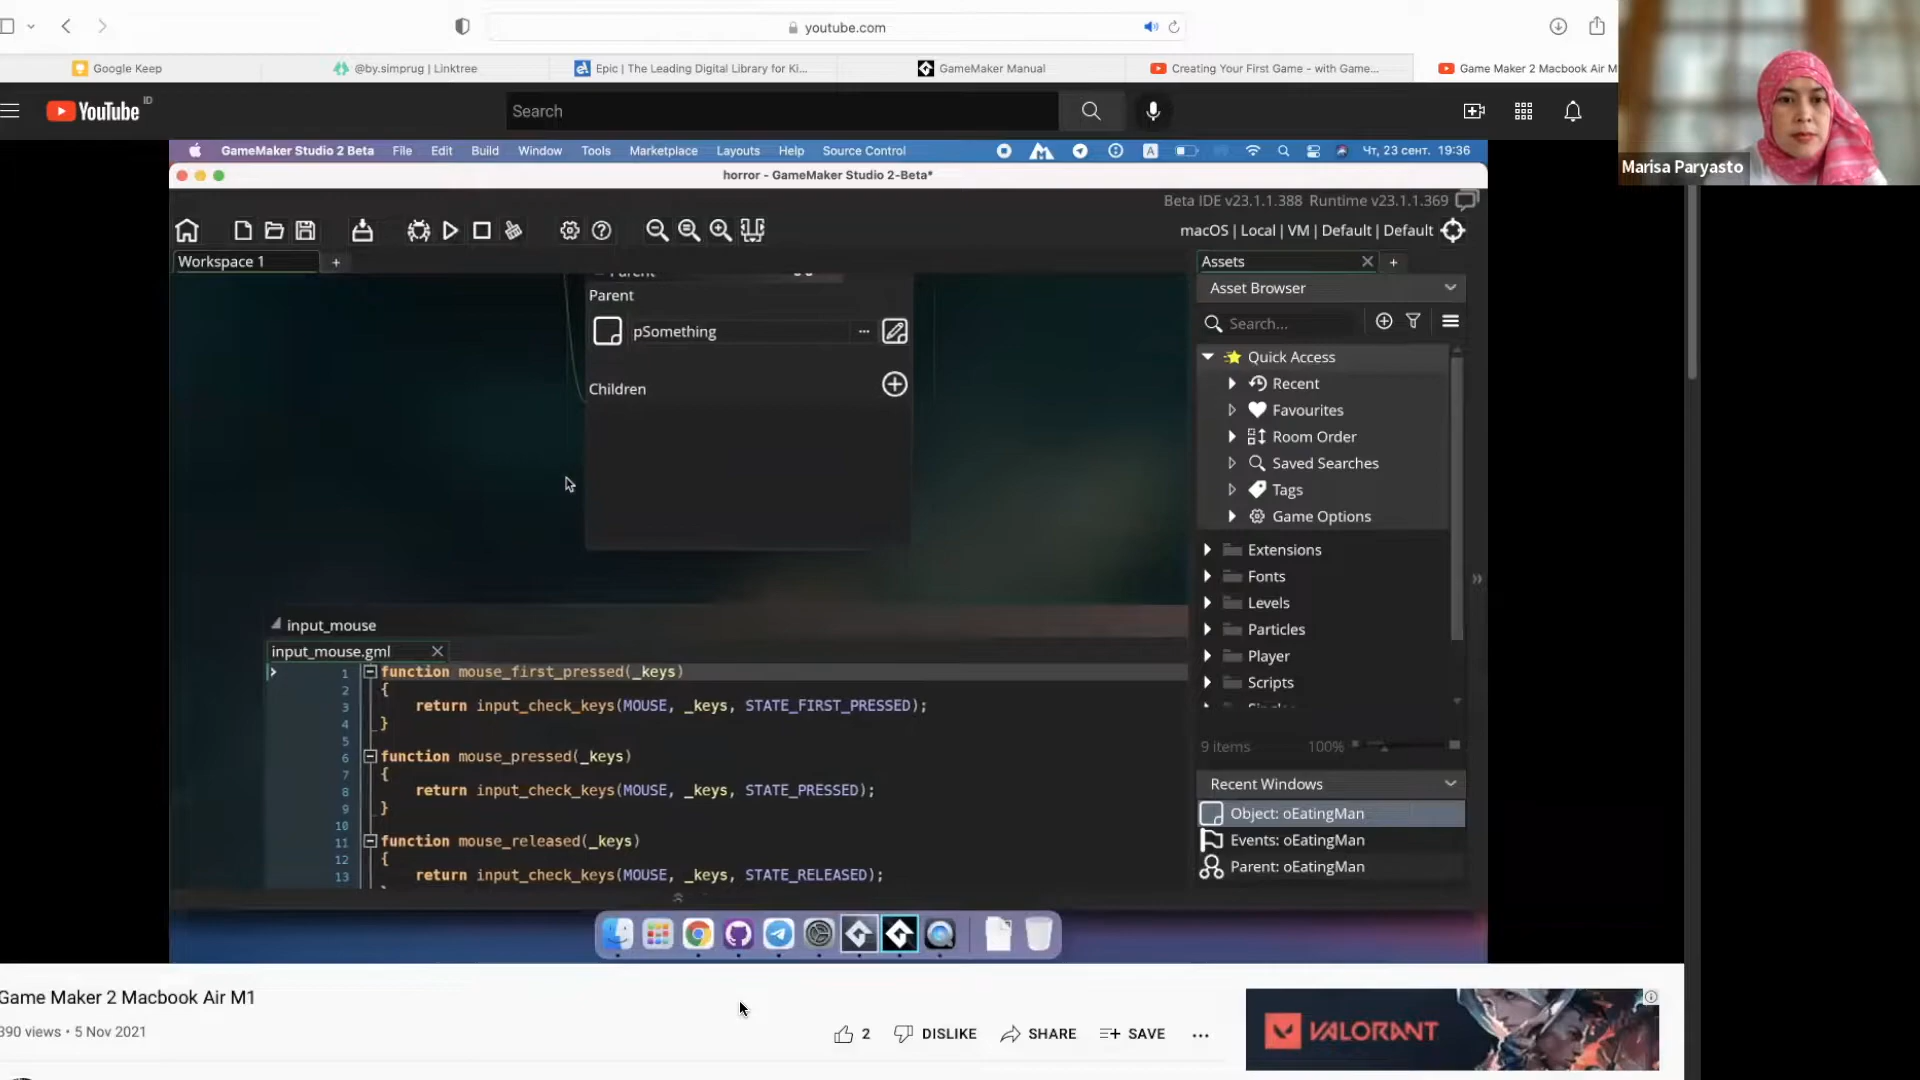 youtube.com
Google Keep
@by.simprug | Linktree
Epic | The Leading Digital Library for Ki...
GameMaker Manual
Creating Your First Game - with Game...
Game Maker 2 Macbook Air M
YouTube ID
Search
Marisa Paryasto
GameMaker Studio 2 Beta File Edit Build Window Tools Marketplace Layouts Help Source Control
A
Чт, 23 сент. 19:36
horror - GameMaker Studio 2-Beta*
Beta IDE v23.1.1.388 Runtime v23.1.1.369
macOS | Local | VM | Default | Default
Workspace 1
Parent
Parent
pSomething
Children
Assets
Asset Browser
Search...
Quick Access
Recent
Favourites
Room Order
Saved Searches
Tags
Game Options
Extensions
Fonts
Levels
Particles
Player
Scripts
9 items 100%
Recent Windows
Object: oEatingMan
Events: oEatingMan
Parent: oEatingMan
input_mouse
input_mouse.gml
1 function mouse_first_pressed(_keys)
2 {
3 return input_check_keys(MOUSE, _keys, STATE_FIRST_PRESSED);
4 }
5
6 function mouse_pressed(_keys)
7 {
8 return input_check_keys(MOUSE, _keys, STATE_PRESSED);
9 }
10
11 function mouse_released(_keys)
12 {
13 return input_check_keys(MOUSE, _keys, STATE_RELEASED);
Game Maker 2 Macbook Air M1
390 views • 5 Nov 2021
2 DISLIKE SHARE SAVE ...
VALORANT